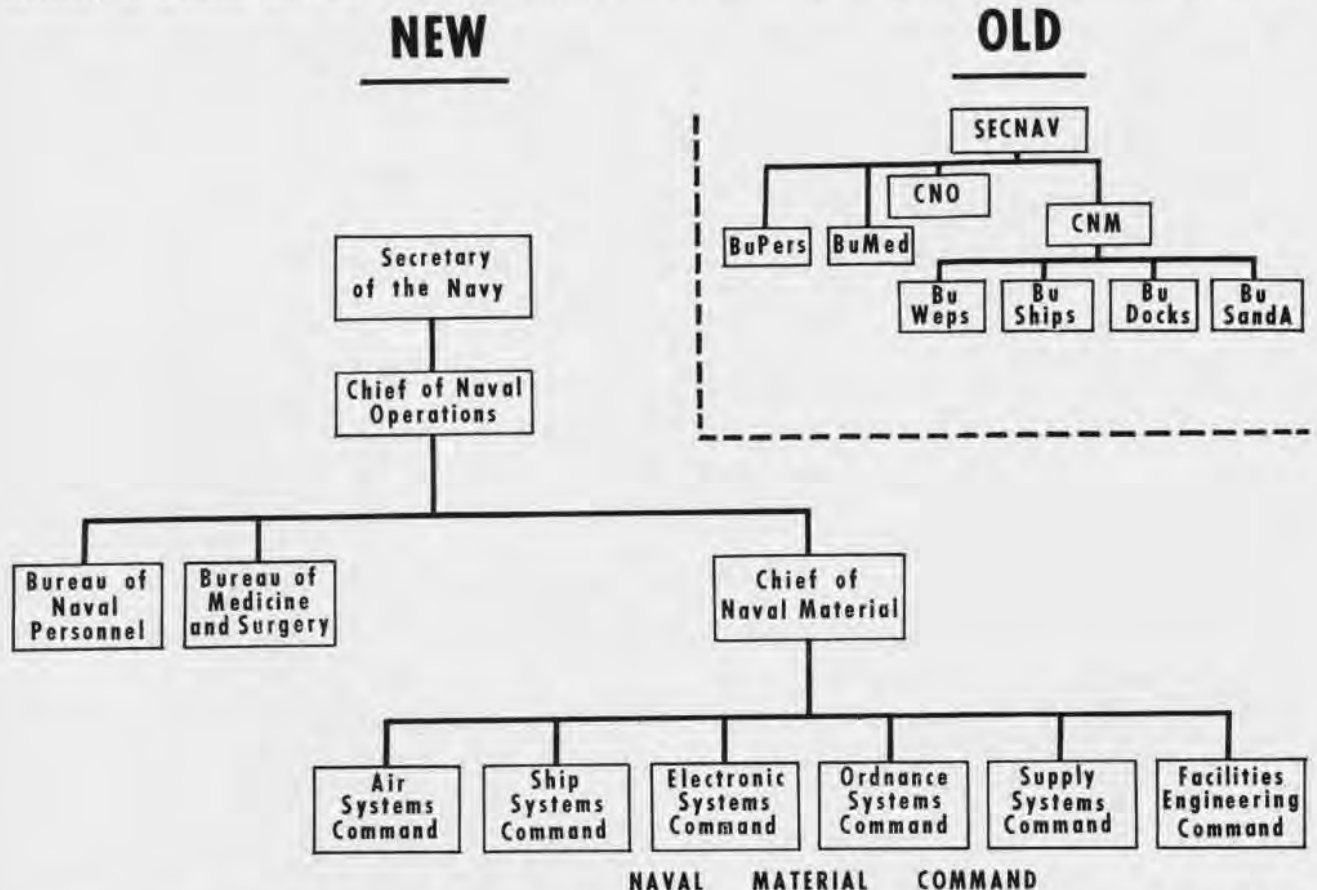 NEW
OLD
SECNAV
CNO
CNM
BuPers
BuMed
Bu
Weps
Bu
Ships
Bu
Docks
Bu
SandA
Secretary
of the Navy
Chief of Naval
Operations
Bureau of
Naval
Personnel
Bureau of
Medicine
and Surgery
Chief of
Naval Material
Air
Systems
Command
Ship
Systems
Command
Electronic
Systems
Command
Ordnance
Systems
Command
Supply
Systems
Command
Facilities
Engineering
Command
NAVAL MATERIAL COMMAND